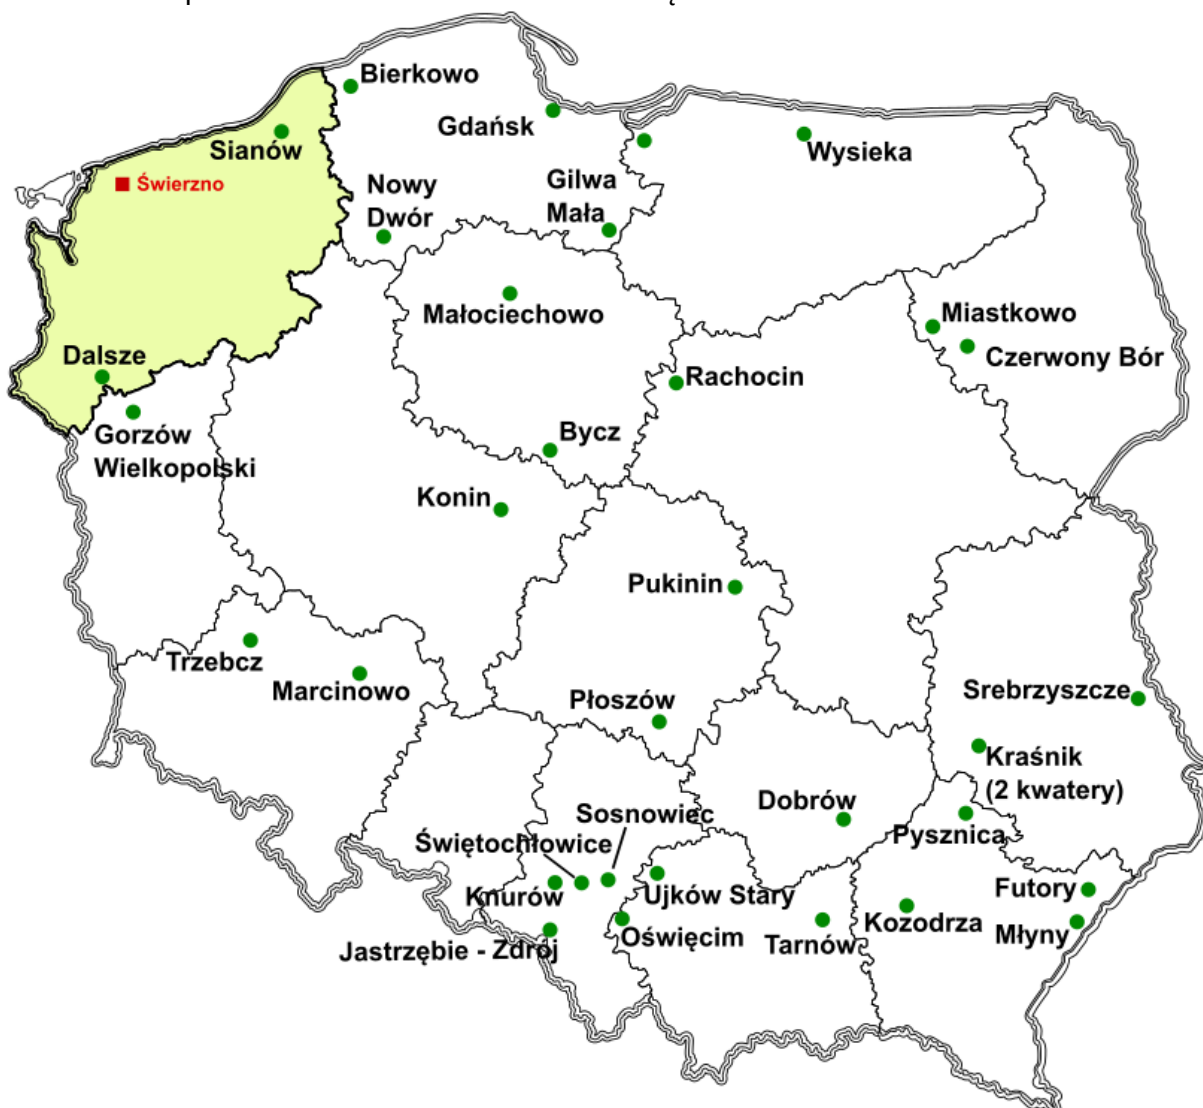 Bierkowo
Gdańsk
Sianów
Wysieka
Świerzno
Nowy
Dwór
Gilwa
Mała
Małociechowo
Miastkowo
Czerwony Bór
Dalsze
Rachocin
Gorzów
Wielkopolski
Bycz
Konin
Pukinin
Trzebcz
Marcinowo
Płoszów
Srebrzyszcze
Kraśnik
(2 kwatery)
Dobrów
Sosnowiec
Pysznica
Świętochłowice
Knurów
Ujków Stary
Futory
Kozodrza
Młyny
Oświęcim
Tarnów
Jastrzębie - Zdrój